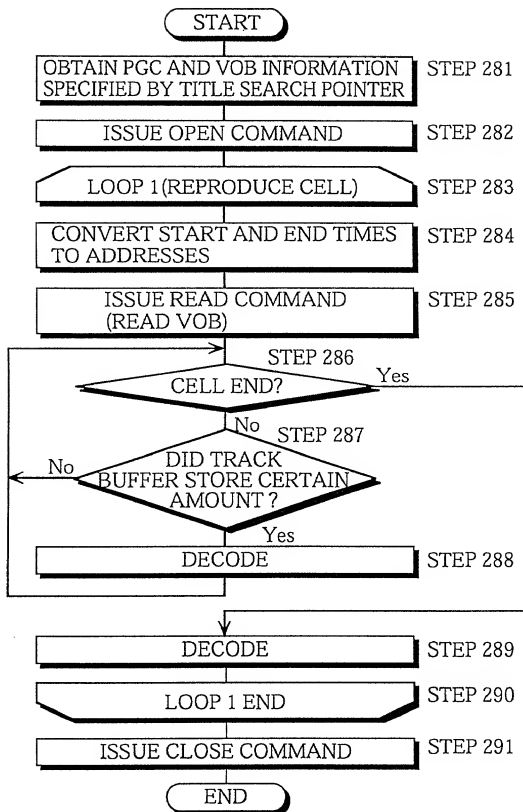 START
OBTAIN PGC AND VOB INFORMATION
SPECIFIED BY TITLE SEARCH POINTER
STEP 281
ISSUE OPEN COMMAND
STEP 282
LOOP 1 (REPRODUCE CELL)
STEP 283
CONVERT START AND END TIMES
TO ADDRESSES
STEP 284
ISSUE READ COMMAND
(READ VOB)
STEP 285
STEP 286
CELL END?
Yes
No
STEP 287
No
DID TRACK
BUFFER STORE CERTAIN
AMOUNT?
Yes
DECODE
STEP 288
DECODE
STEP 289
LOOP 1 END
STEP 290
ISSUE CLOSE COMMAND
STEP 291
END